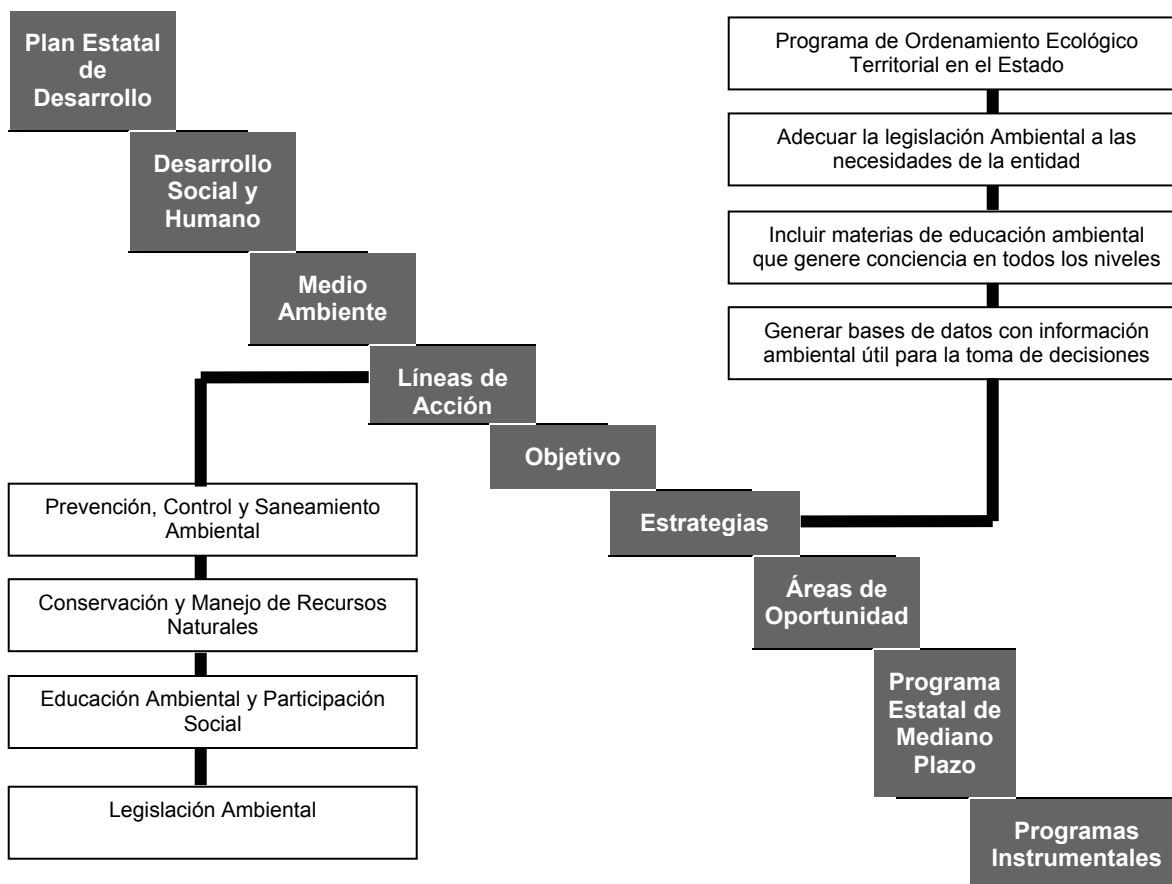 Plan Estatal
de
Desarrollo
Desarrollo
Social y
Humano
Medio
Ambiente
Líneas de
Acción
Objetivo
Estrategias
Áreas de
Oportunidad
Programa
Estatal de
Mediano
Plazo
Programas
Instrumentales
Prevención, Control y Saneamiento
Ambiental
Conservación y Manejo de Recursos
Naturales
Educación Ambiental y Participación
Social
Legislación Ambiental
Programa de Ordenamiento Ecológico
Territorial en el Estado
Adecuar la legislación Ambiental a las
necesidades de la entidad
Incluir materias de educación ambiental
que genere conciencia en todos los niveles
Generar bases de datos con información
ambiental útil para la toma de decisiones